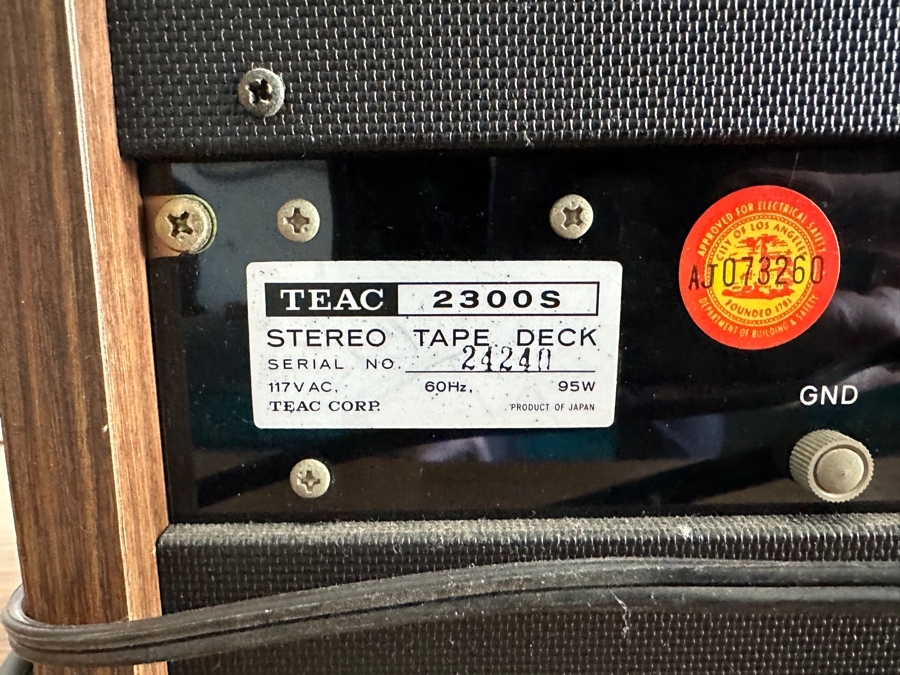 TEAC 2300S
STEREO TAPE DECK
SERIAL NO. 24240
117V AC, 60Hz, 95W
TEAC CORP. PRODUCT OF JAPAN
APPROVED FOR ELECTRICAL SAFETY
CITY OF LOS ANGELES
AJ073260
FOUNDED 1781
DEPARTMENT OF BUILDING & SAFETY
GND